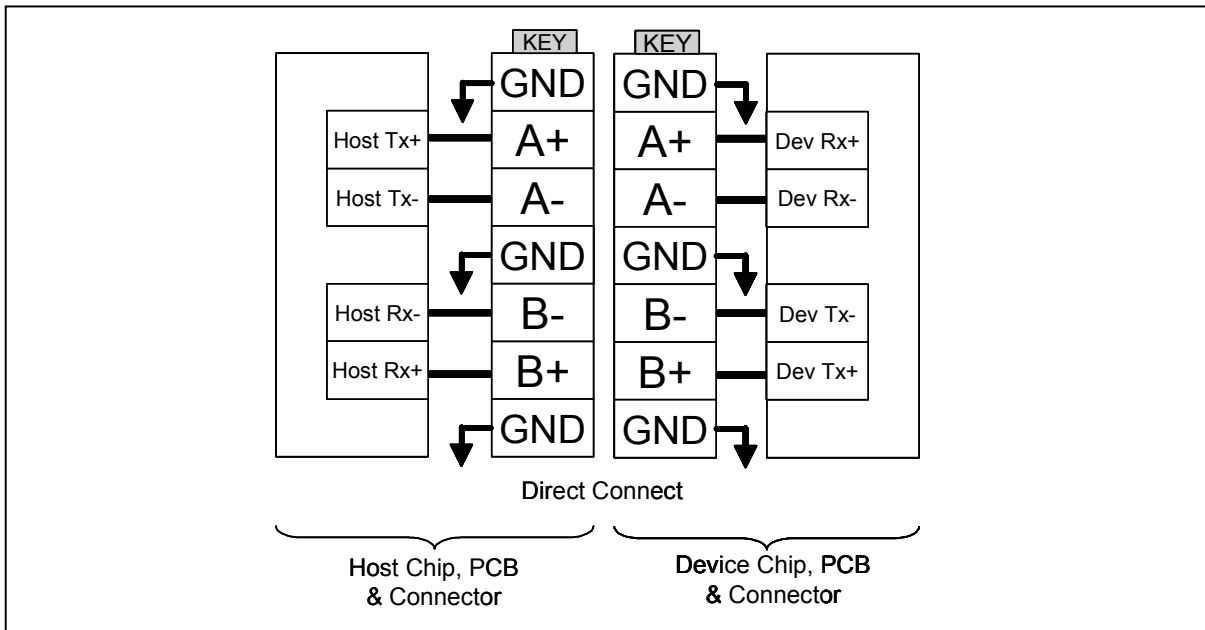 KEY KEY
GND GND
Host Tx+ A+ A+ Dev Rx+
Host Tx- A- A- Dev Rx-
GND GND
Host Rx- B- B- Dev Tx-
Host Rx+ B+ B+ Dev Tx+
GND GND
Direct Connect
Host Chip, PCB
& Connector
Device Chip, PCB
& Connector